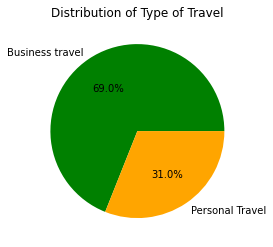 Distribution of Type of Travel
Business travel
69.0%
31.0%
Personal Travel